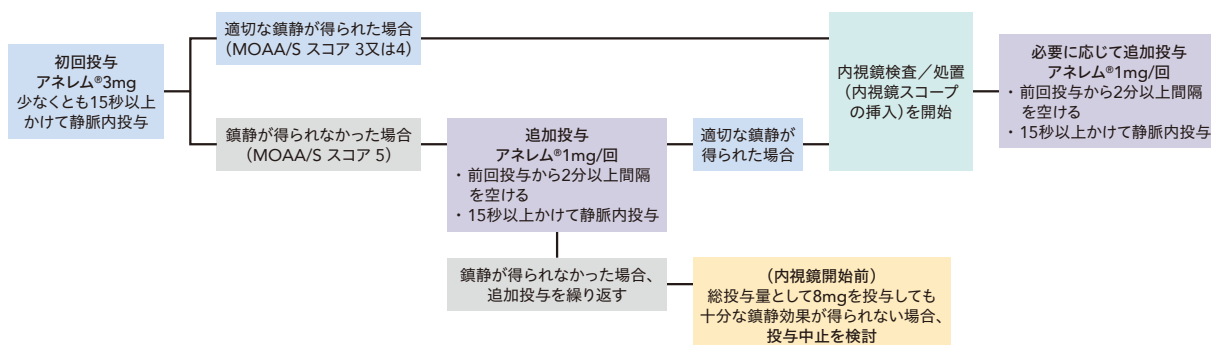 初回投与
アネレム®3mg
少なくとも15秒以上
かけて静脈内投与
適切な鎮静が得られた場合
（MOAA/S スコア 3又は4）
鎮静が得られなかった場合
（MOAA/S スコア 5）
追加投与
アネレム®1mg/回
・前回投与から2分以上間隔
を空ける
・15秒以上かけて静脈内投与
適切な鎮静が
得られた場合
鎮静が得られなかった場合、
追加投与を繰り返す
（内視鏡開始前）
総投与量として8mgを投与しても
十分な鎮静効果が得られない場合、
投与中止を検討
内視鏡検査／処置
（内視鏡スコープ
の挿入）を開始
必要に応じて追加投与
アネレム®1mg/回
・前回投与から2分以上間隔
を空ける
・15秒以上かけて静脈内投与